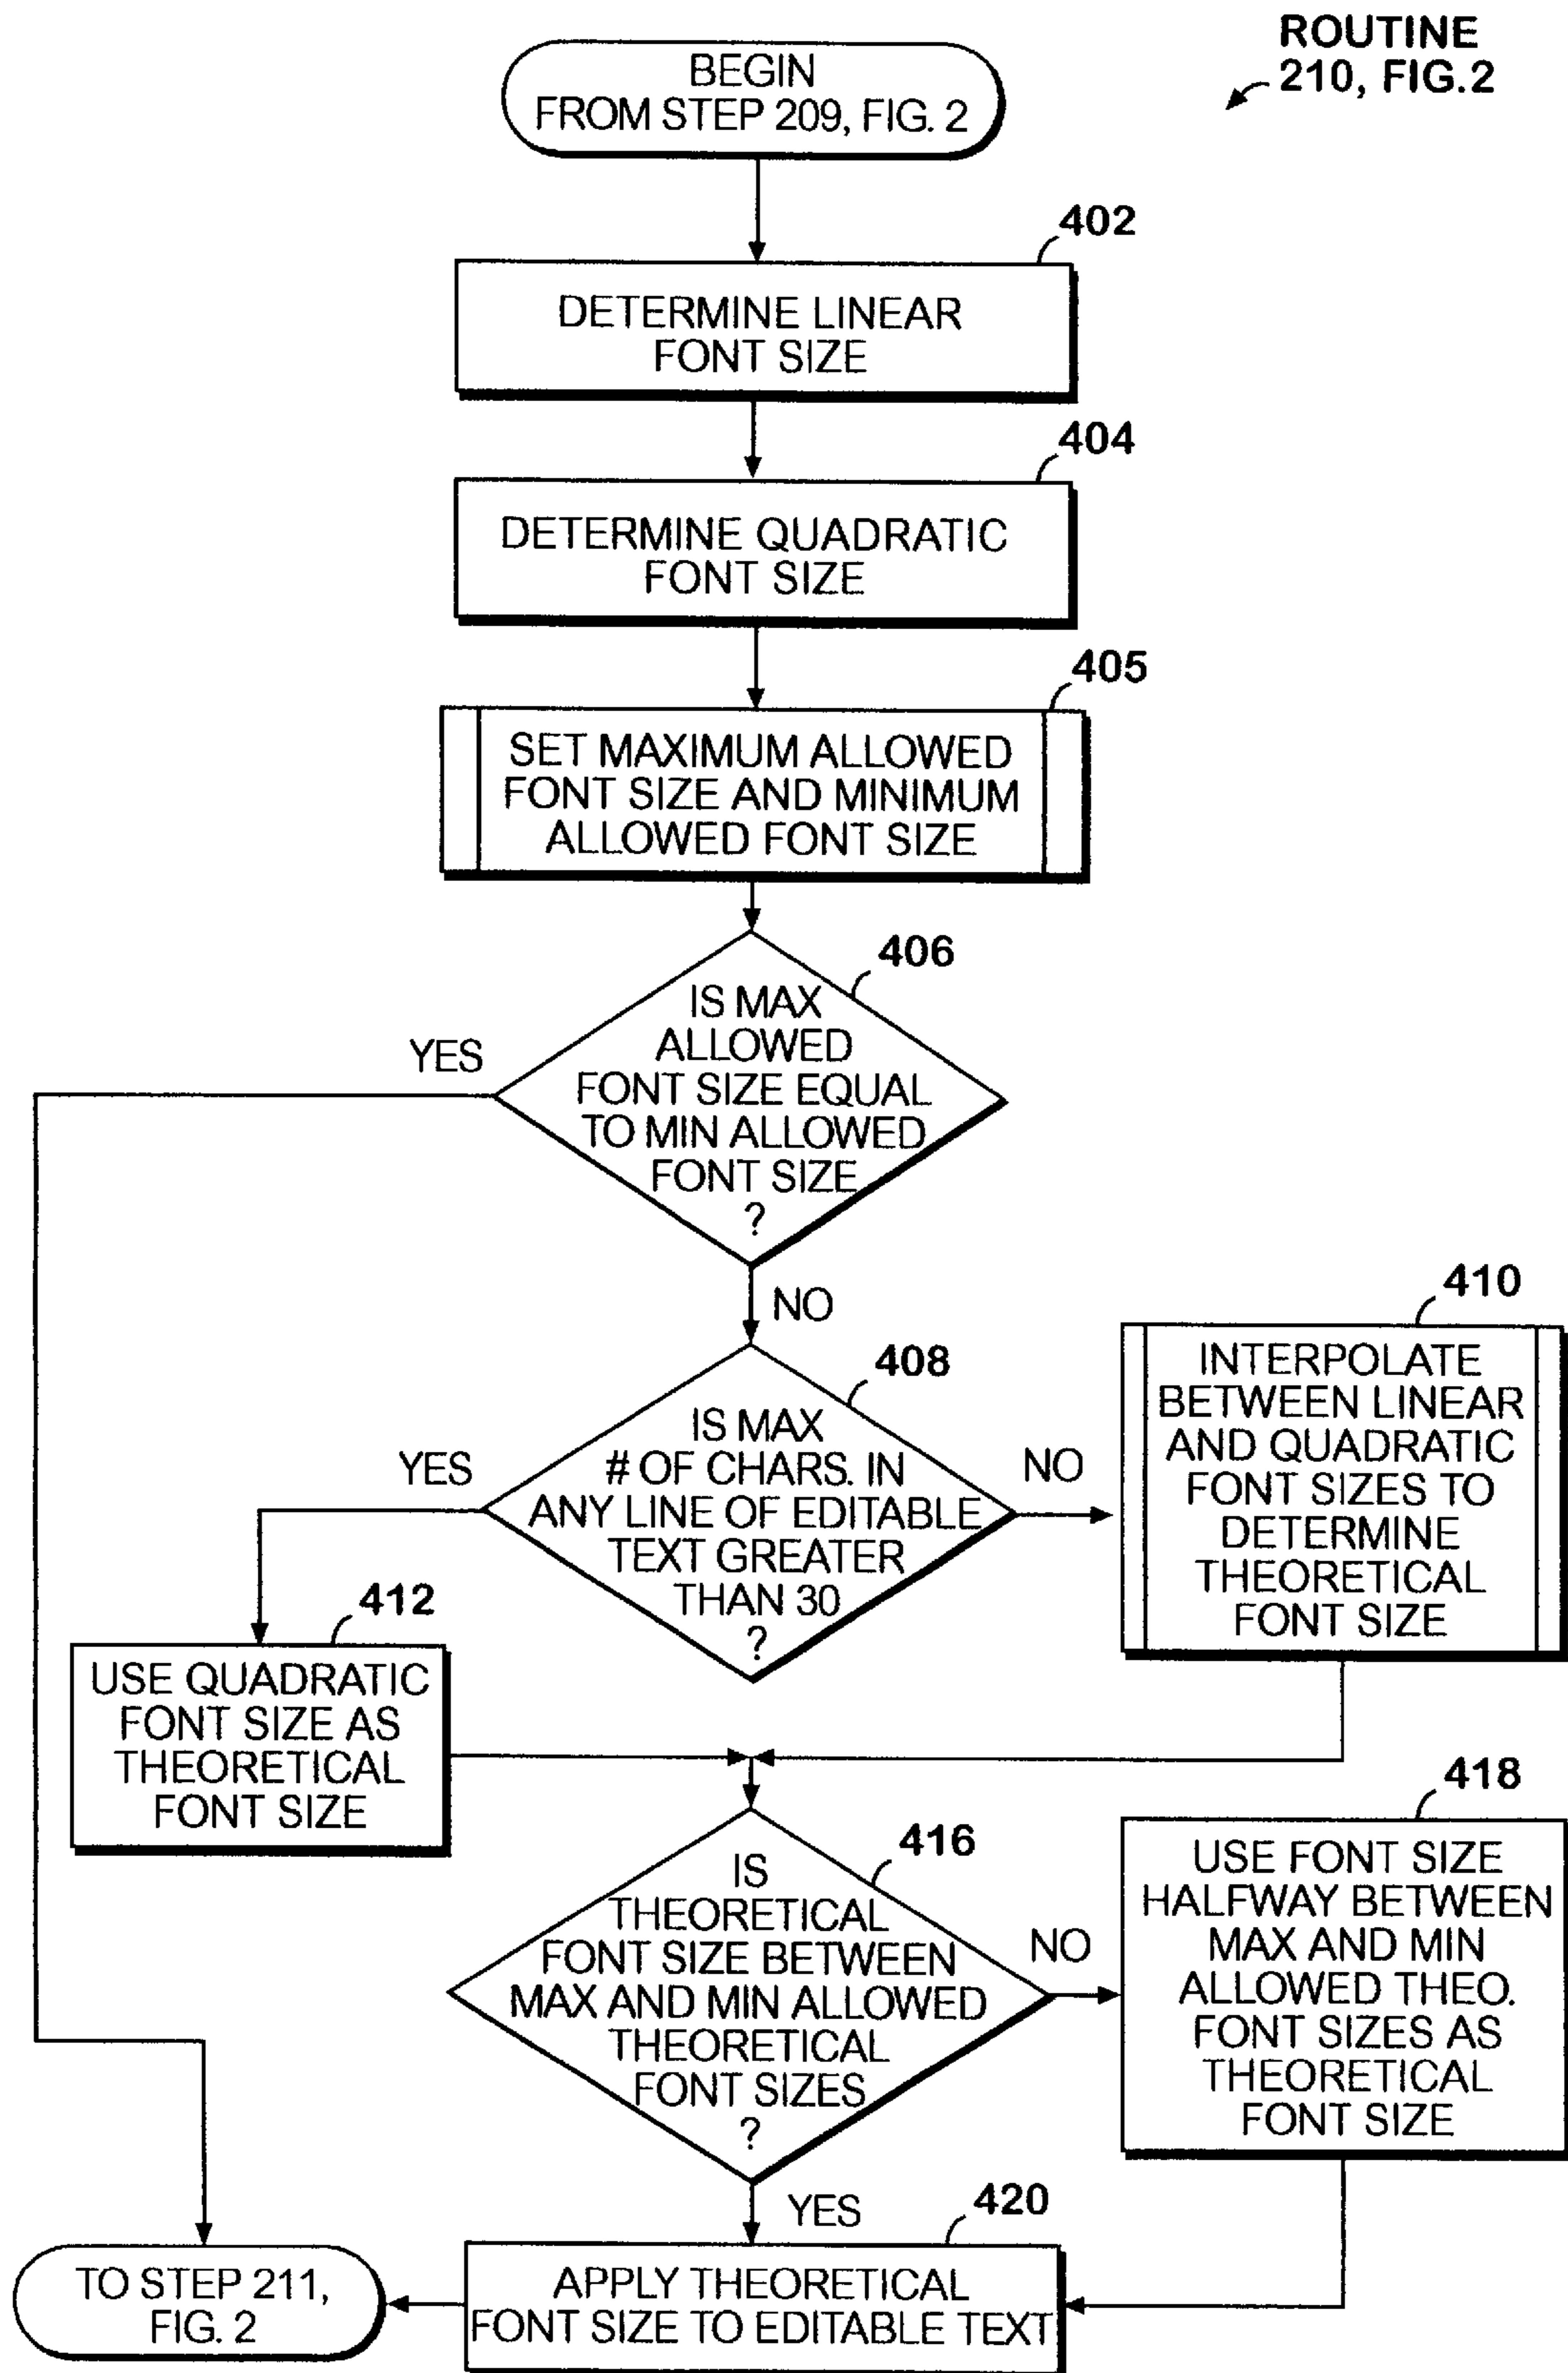 ROUTINE
210, FIG.2
BEGIN
FROM STEP 209, FIG. 2
402
DETERMINE LINEAR
FONT SIZE
404
DETERMINE QUADRATIC
FONT SIZE
405
SET MAXIMUM ALLOWED
FONT SIZE AND MINIMUM
ALLOWED FONT SIZE
406
IS MAX
ALLOWED
FONT SIZE EQUAL
TO MIN ALLOWED
FONT SIZE
?
YES
NO
408
IS MAX
# OF CHARS. IN
ANY LINE OF EDITABLE
TEXT GREATER
THAN 30
?
YES
NO
410
INTERPOLATE
BETWEEN LINEAR
AND QUADRATIC
FONT SIZES TO
DETERMINE
THEORETICAL
FONT SIZE
412
USE QUADRATIC
FONT SIZE AS
THEORETICAL
FONT SIZE
416
IS
THEORETICAL
FONT SIZE BETWEEN
MAX AND MIN ALLOWED
THEORETICAL
FONT SIZES
?
NO
YES
418
USE FONT SIZE
HALFWAY BETWEEN
MAX AND MIN
ALLOWED THEO.
FONT SIZES AS
THEORETICAL
FONT SIZE
420
APPLY THEORETICAL
FONT SIZE TO EDITABLE TEXT
TO STEP 211,
FIG. 2